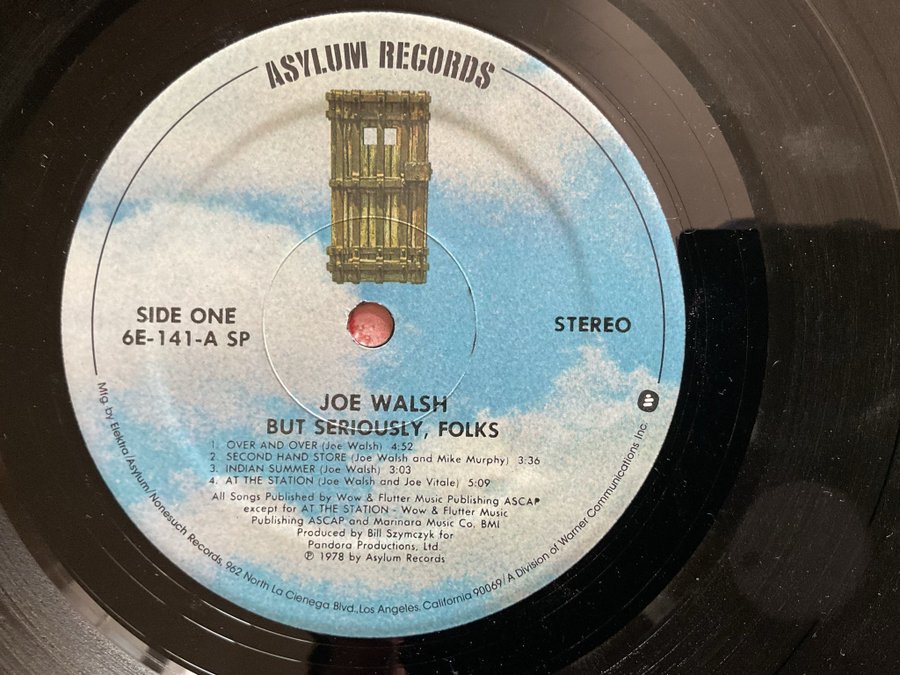 ASYLUM RECORDS
SIDE ONE
6E-141-A SP
STEREO
JOE WALSH
BUT SERIOUSLY, FOLKS
1. OVER AND OVER (Joe Walsh) 4:52
2. SECOND HAND STORE (Joe Walsh and Mike Murphy) 3:36
3. INDIAN SUMMER (Joe Walsh) 3:03
4. AT THE STATION (Joe Walsh and Joe Vitale) 5:09
All Songs Published by Wow & Flutter Music Publishing ASCAP
except for AT THE STATION - Wow & Flutter Music
Publishing ASCAP and Marinara Music Co. BMI
Produced by Bill Szymczyk for
Pandora Productions, Ltd.
℗ 1978 by Asylum Records
Mfg. by Elektra/Asylum/Nonesuch Records, 962 North La Cienega Blvd., Los Angeles, California 90069/A Division of Warner Communications Inc.